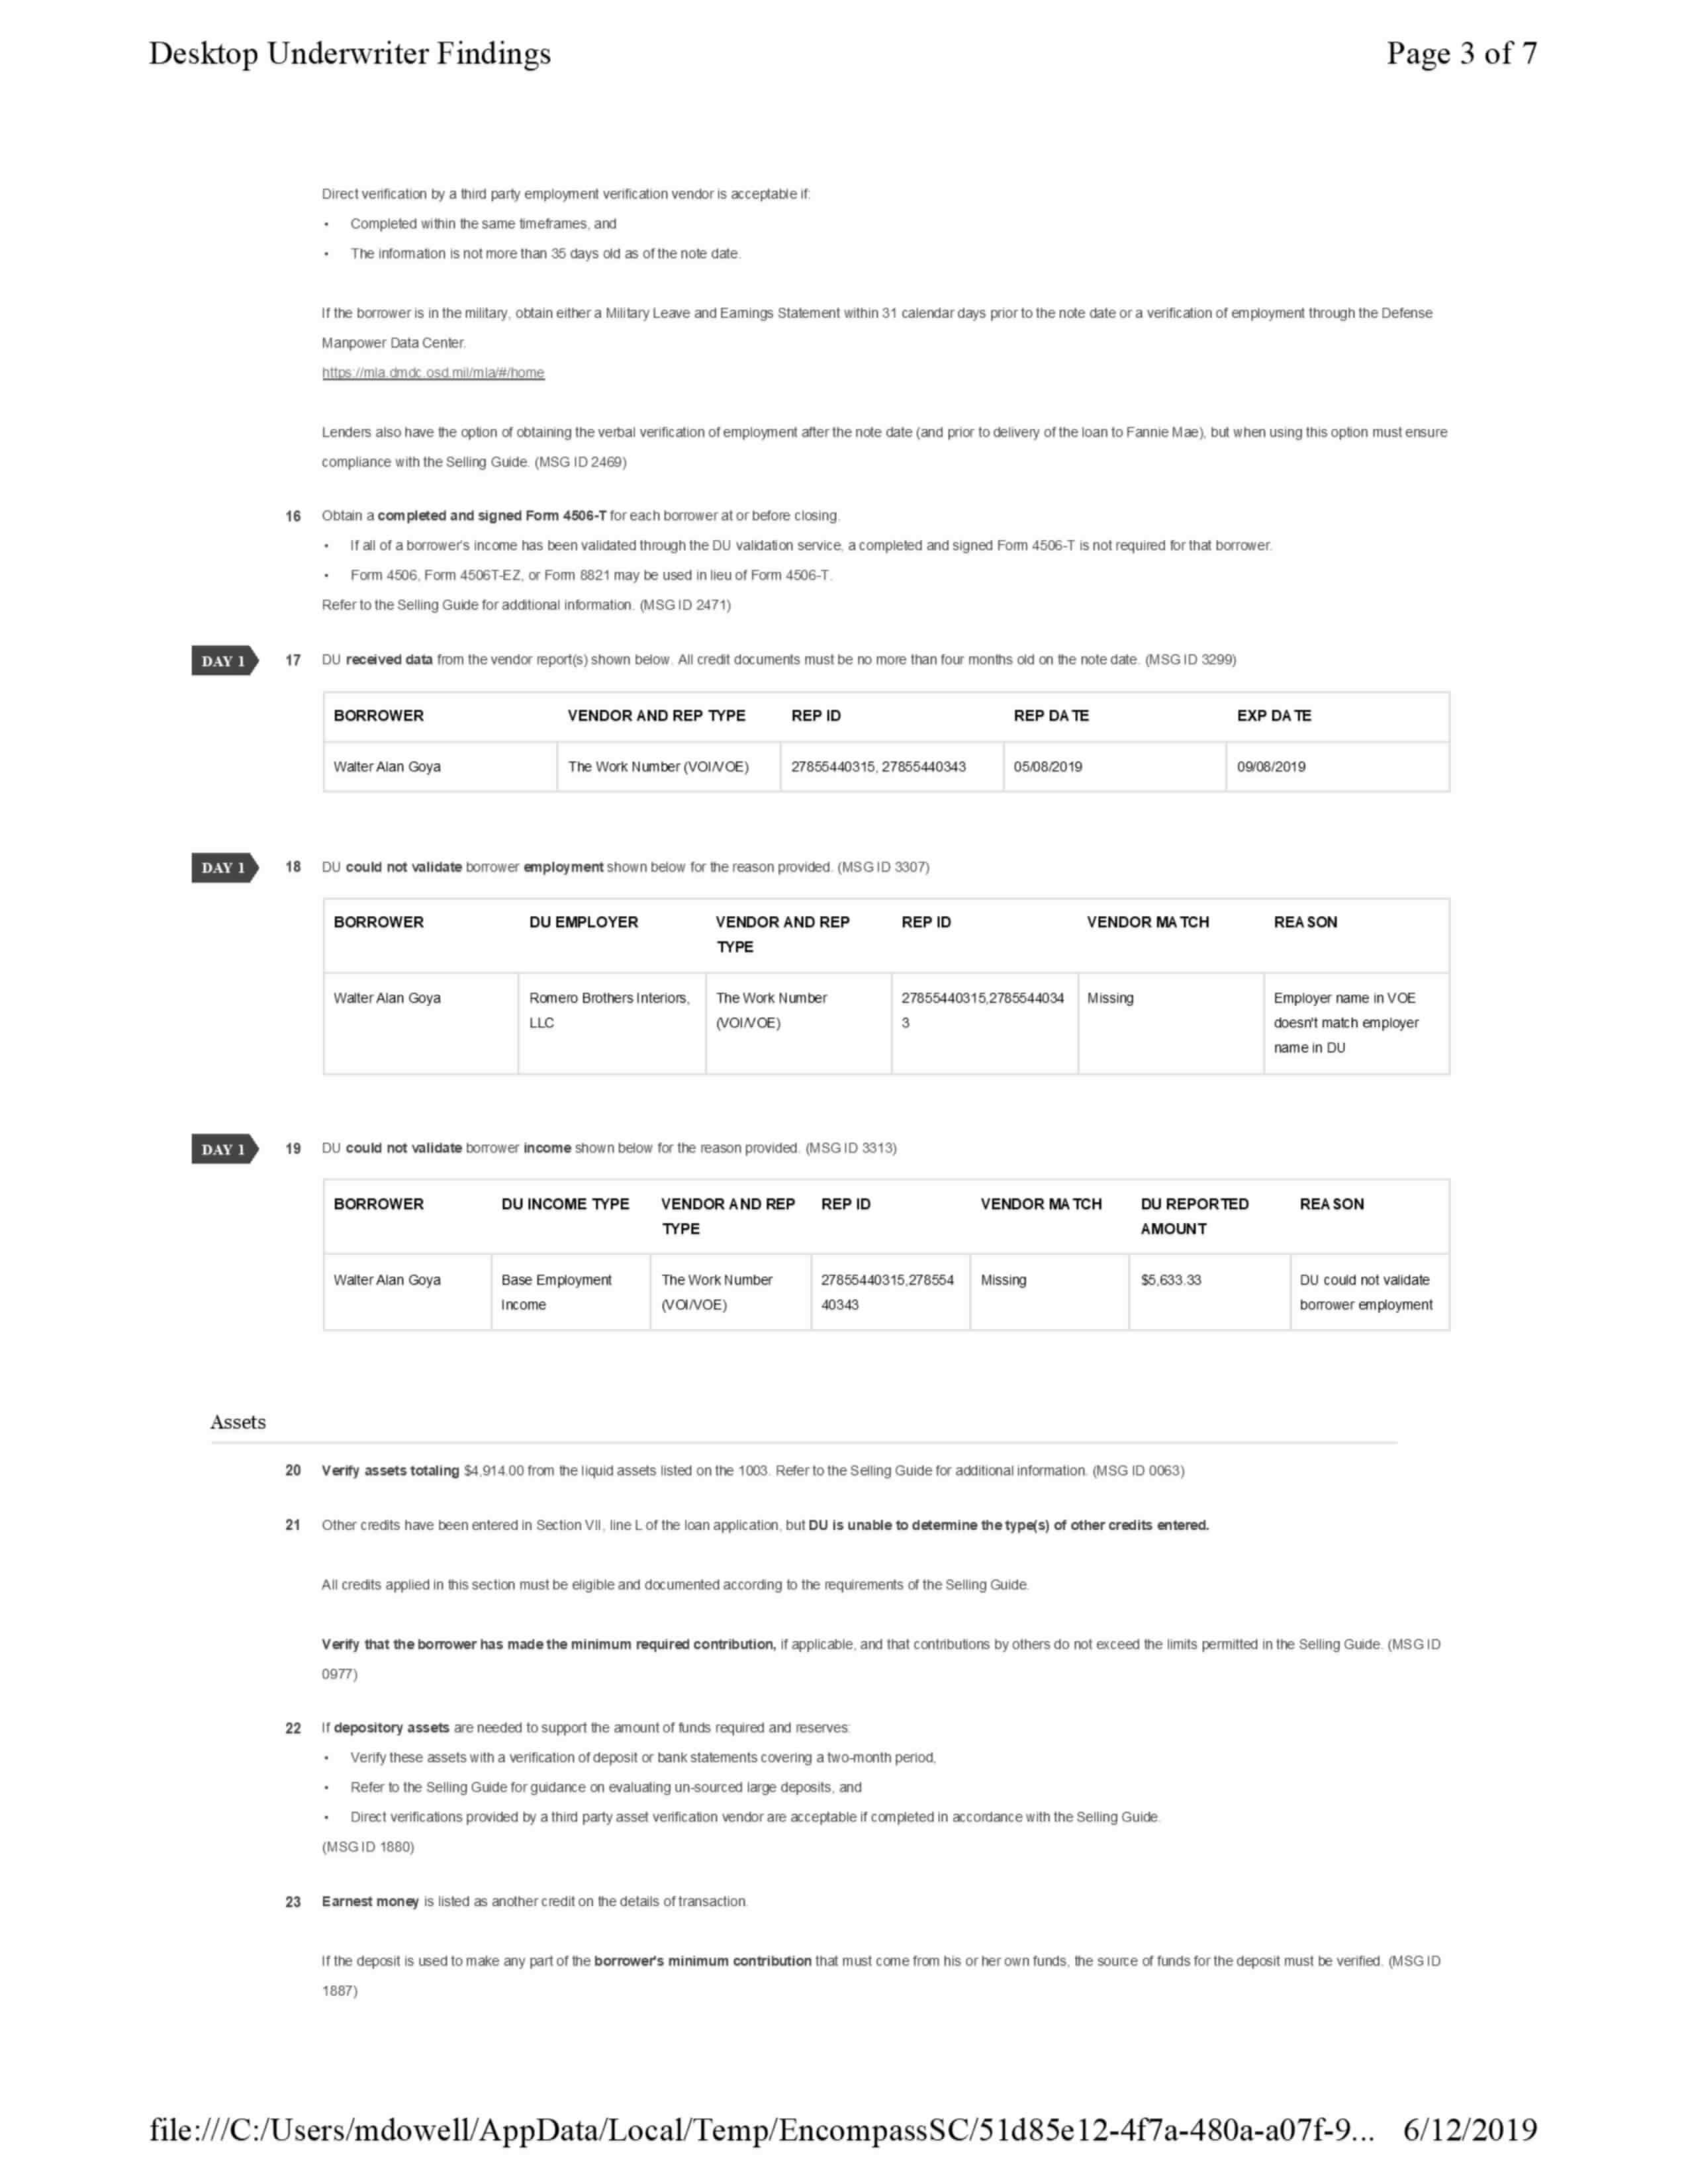 Desktop Underwriter Findings Page 3 of 7
Direct verification by a third party employment verification vendor is acceptable if:
• Completed within the same timeframes, and
• The information is not more than 35 days old as of the note date.
If the borrower is in the military, obtain either a Military Leave and Earnings Statement within 31 calendar days prior to the note date or a verification of employment through the Defense
Manpower Data Center.
https://mla.dmdc.osd.mil/mla/#/home
Lenders also have the option of obtaining the verbal verification of employment after the note date (and prior to delivery of the loan to Fannie Mae), but when using this option must ensure
compliance with the Selling Guide. (MSG ID 2469)
16 Obtain a completed and signed Form 4506-T for each borrower at or before closing.
• If all of a borrower's income has been validated through the DU validation service, a completed and signed Form 4506-T is not required for that borrower.
• Form 4506, Form 4506T-EZ, or Form 8821 may be used in lieu of Form 4506-T.
Refer to the Selling Guide for additional information. (MSG ID 2471)
DAY 1 17 DU received data from the vendor report(s) shown below. All credit documents must be no more than four months old on the note date. (MSG ID 3299)
BORROWER VENDOR AND REP TYPE REP ID REP DATE EXP DATE
Walter Alan Goya The Work Number (VOI/VOE) 27855440315, 27855440343 05/08/2019 09/08/2019
DAY 1 18 DU could not validate borrower employment shown below for the reason provided. (MSG ID 3307)
BORROWER DU EMPLOYER VENDOR AND REP REP ID VENDOR MATCH REASON
TYPE
Walter Alan Goya Romero Brothers Interiors, The Work Number 27855440315,2785544034 Missing Employer name in VOE
LLC (VOI/VOE) 3 doesn't match employer
name in DU
DAY 1 19 DU could not validate borrower income shown below for the reason provided. (MSG ID 3313)
BORROWER DU INCOME TYPE VENDOR AND REP REP ID VENDOR MATCH DU REPORTED REASON
TYPE AMOUNT
Walter Alan Goya Base Employment The Work Number 27855440315,278554 Missing $5,633.33 DU could not validate
Income (VOI/VOE) 40343 borrower employment
Assets
20 Verify assets totaling $4,914.00 from the liquid assets listed on the 1003. Refer to the Selling Guide for additional information. (MSG ID 0063)
21 Other credits have been entered in Section VII, line L of the loan application, but DU is unable to determine the type(s) of other credits entered.
All credits applied in this section must be eligible and documented according to the requirements of the Selling Guide.
Verify that the borrower has made the minimum required contribution, if applicable, and that contributions by others do not exceed the limits permitted in the Selling Guide. (MSG ID
0977)
22 If depository assets are needed to support the amount of funds required and reserves:
• Verify these assets with a verification of deposit or bank statements covering a two-month period,
• Refer to the Selling Guide for guidance on evaluating un-sourced large deposits, and
• Direct verifications provided by a third party asset verification vendor are acceptable if completed in accordance with the Selling Guide.
(MSG ID 1880)
23 Earnest money is listed as another credit on the details of transaction.
If the deposit is used to make any part of the borrower's minimum contribution that must come from his or her own funds, the source of funds for the deposit must be verified. (MSG ID
1887)
file:///C:/Users/mdowell/AppData/Local/Temp/EncompassSC/51d85e12-4f7a-480a-a07f-9... 6/12/2019